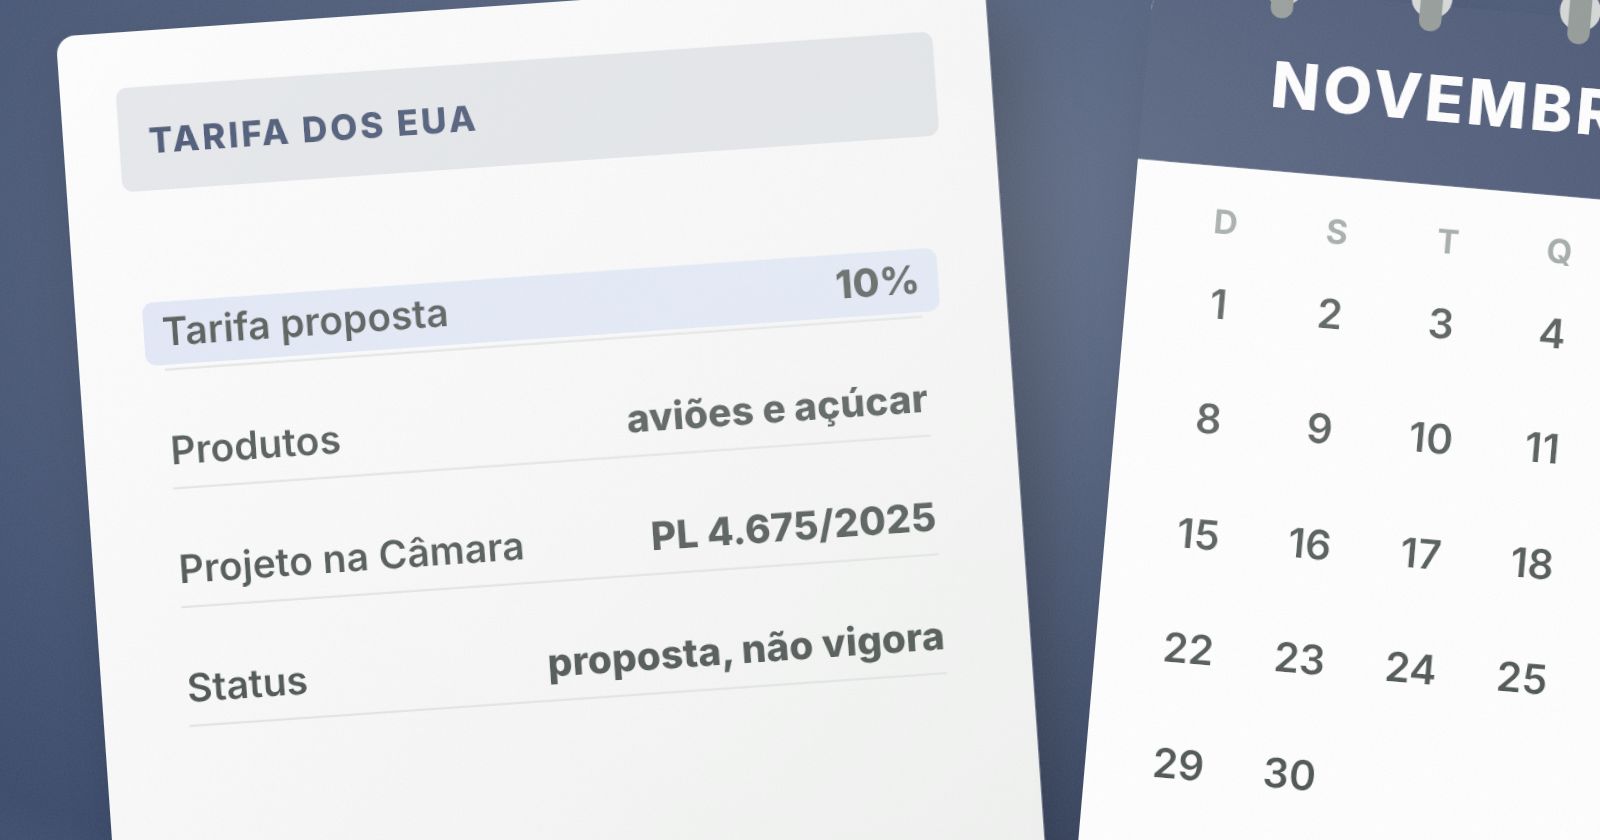 TARIFA DOS EUA
Tarifa proposta 10%
Produtos aviões e açúcar
Projeto na Câmara PL 4.675/2025
Status proposta, não vigora
NOVEMBR
D S T Q
1 2 3 4
8 9 10 11
15 16 17 18
22 23 24 25
29 30